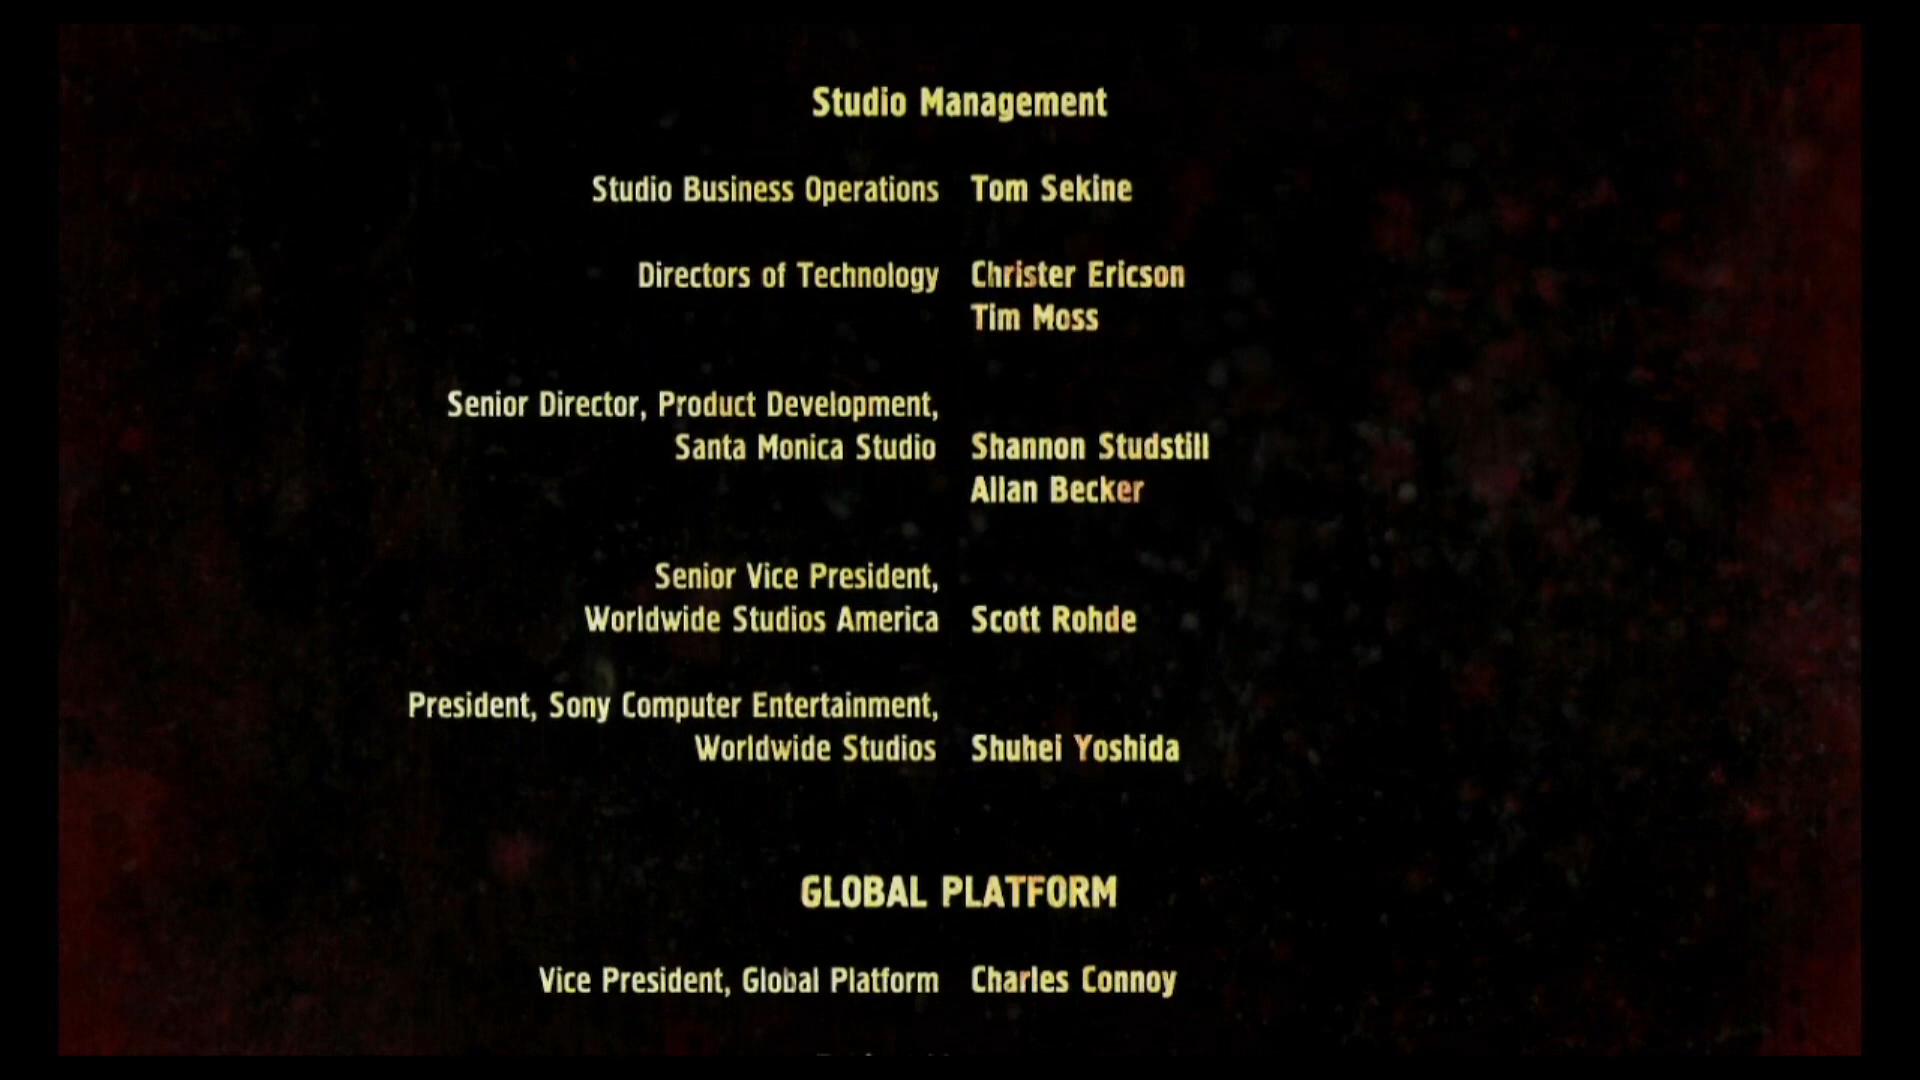 Studio Management
Studio Business Operations Tom Sekine
Directors of Technology Christer Ericson
Tim Moss
Senior Director, Product Development,
Santa Monica Studio Shannon Studstill
Allan Becker
Senior Vice President,
Worldwide Studios America Scott Rohde
President, Sony Computer Entertainment,
Worldwide Studios Shuhei Yoshida
GLOBAL PLATFORM
Vice President, Global Platform Charles Connoy